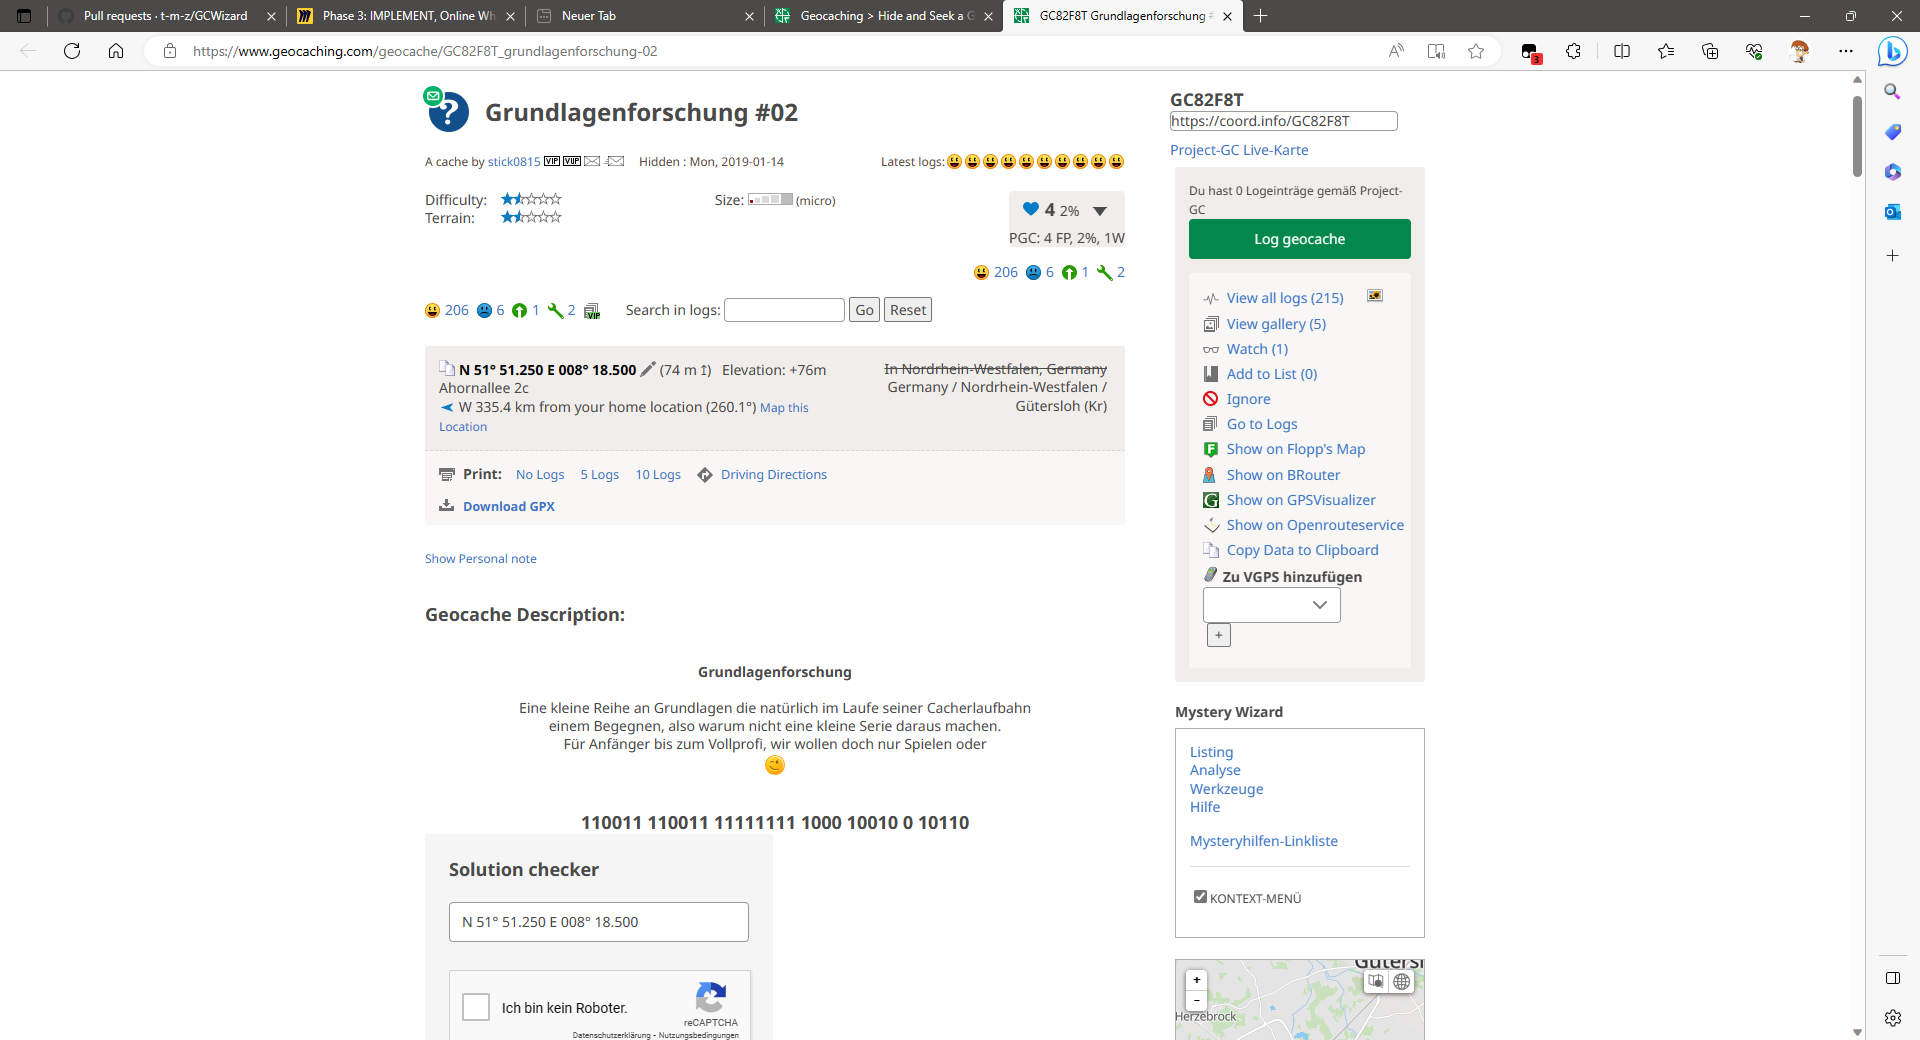 Pull requests · t-m-z/GCWizard
Phase 3: IMPLEMENT, Online Wh
Neuer Tab
Geocaching > Hide and Seek a G
GC82F8T Grundlagenforschung #
https://www.geocaching.com/geocache/GC82F8T_grundlagenforschung-02
3
Grundlagenforschung #02
A cache by stick0815 VIP VUP Hidden : Mon, 2019-01-14 Latest logs:
Difficulty:
Size: (micro)
Terrain:
4 2%
PGC: 4 FP, 2%, 1W
206 6 1 2
206 6 1 2 VIP Search in logs: Go Reset
N 51° 51.250 E 008° 18.500 (74 m ↥) Elevation: +76m
Ahornallee 2c
W 335.4 km from your home location (260.1°) Map this
Location
In Nordrhein-Westfalen, Germany
Germany / Nordrhein-Westfalen /
Gütersloh (Kr)
Print: No Logs 5 Logs 10 Logs Driving Directions
Download GPX
Show Personal note
Geocache Description:
Grundlagenforschung
Eine kleine Reihe an Grundlagen die natürlich im Laufe seiner Cacherlaufbahn
einem Begegnen, also warum nicht eine kleine Serie daraus machen.
Für Anfänger bis zum Vollprofi, wir wollen doch nur Spielen oder
110011 110011 11111111 1000 10010 0 10110
Solution checker
N 51° 51.250 E 008° 18.500
Ich bin kein Roboter.
reCAPTCHA
Datenschutzerklärung - Nutzungsbedingungen
GC82F8T
https://coord.info/GC82F8T
Project-GC Live-Karte
Du hast 0 Logeinträge gemäß Project-
GC
Log geocache
View all logs (215)
View gallery (5)
Watch (1)
Add to List (0)
Ignore
Go to Logs
Show on Flopp's Map
Show on BRouter
Show on GPSVisualizer
Show on Openrouteservice
Copy Data to Clipboard
Zu VGPS hinzufügen
+
Mystery Wizard
Listing
Analyse
Werkzeuge
Hilfe
Mysteryhilfen-Linkliste
KONTEXT-MENÜ
+
-
Herzebrock